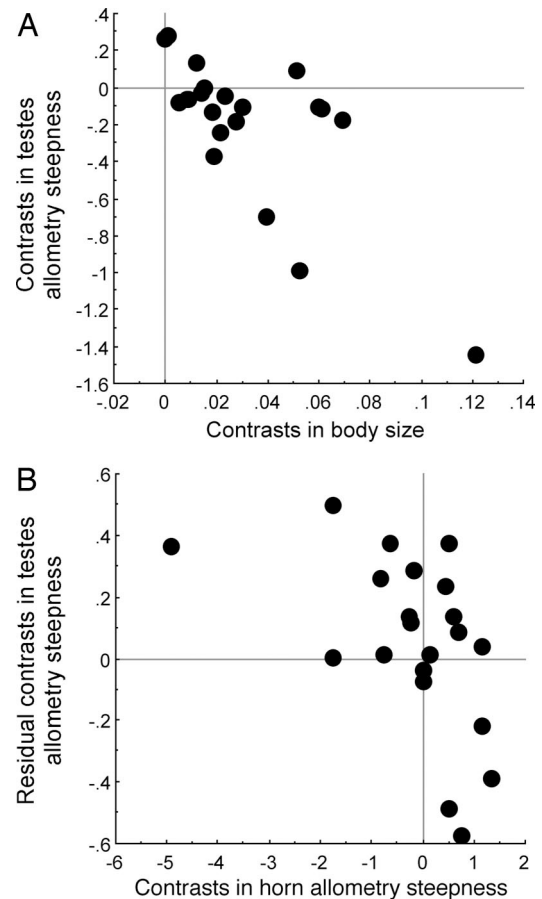 A
.4
.2
0
-.2
-.4
-.6
-.8
-1
-1.2
-1.4
-1.6
Contrasts in testes
allometry steepness
-.02 0 .02 .04 .06 .08 .1 .12 .14
Contrasts in body size
B
.6
.4
.2
0
-.2
-.4
-.6
Residual contrasts in testes
allometry steepness
-6 -5 -4 -3 -2 -1 0 1 2
Contrasts in horn allometry steepness